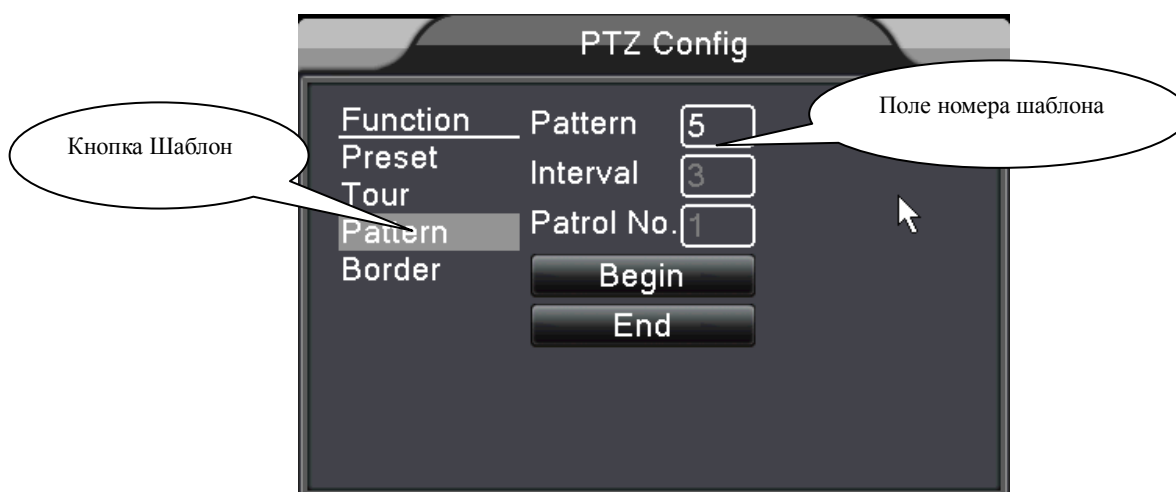 PTZ Config
Кнопка Шаблон
Поле номера шаблона
Function
Preset
Tour
Pattern
Border
Pattern 5
Interval 3
Patrol No. 1
Begin
End